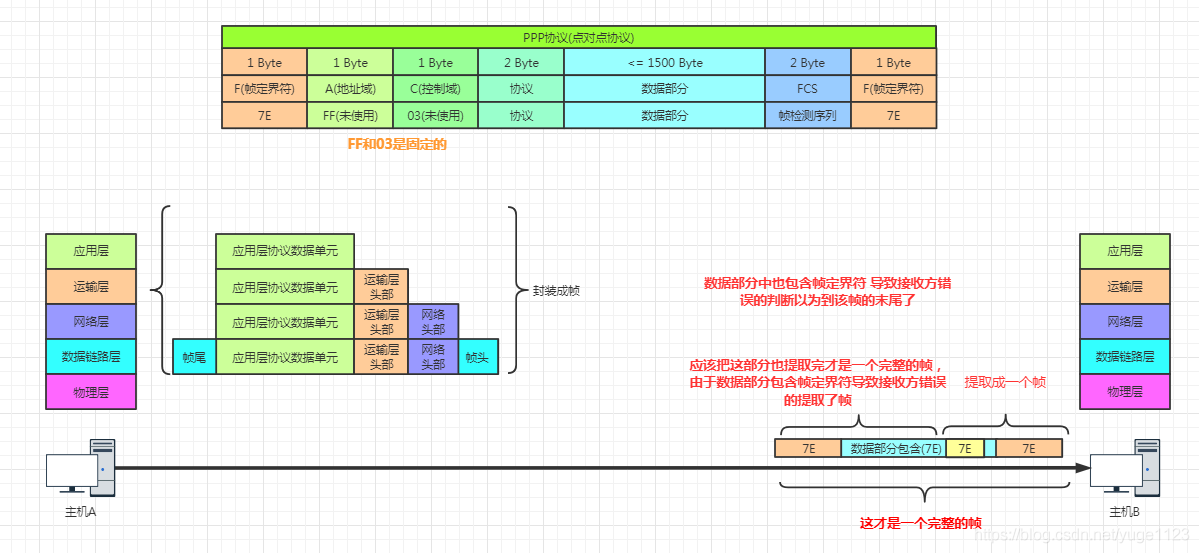 PPP协议(点对点协议)
1 Byte 1 Byte 1 Byte 2 Byte <= 1500 Byte 2 Byte 1 Byte
F(帧定界符) A(地址域) C(控制域) 协议 数据部分 FCS F(帧定界符)
7E FF(未使用) 03(未使用) 协议 数据部分 帧检测序列 7E
FF和03是固定的
应用层
运输层
网络层
数据链路层
物理层
应用层协议数据单元
应用层协议数据单元 运输层
头部
应用层协议数据单元 运输层
头部
网络
头部
帧尾 应用层协议数据单元 运输层
头部
网络
头部
帧头
封装成帧
数据部分中也包含帧定界符 导致接收方错
误的判断以为到该帧的末尾了
应该把这部分也提取完才是一个完整的帧，
由于数据部分包含帧定界符导致接收方错误
的提取了帧
提取成一个帧
7E 数据部分包含(7E) 7E 7E
这才是一个完整的帧
应用层
运输层
网络层
数据链路层
物理层
主机A
主机B
https://blog.csdn.net/yuge1123